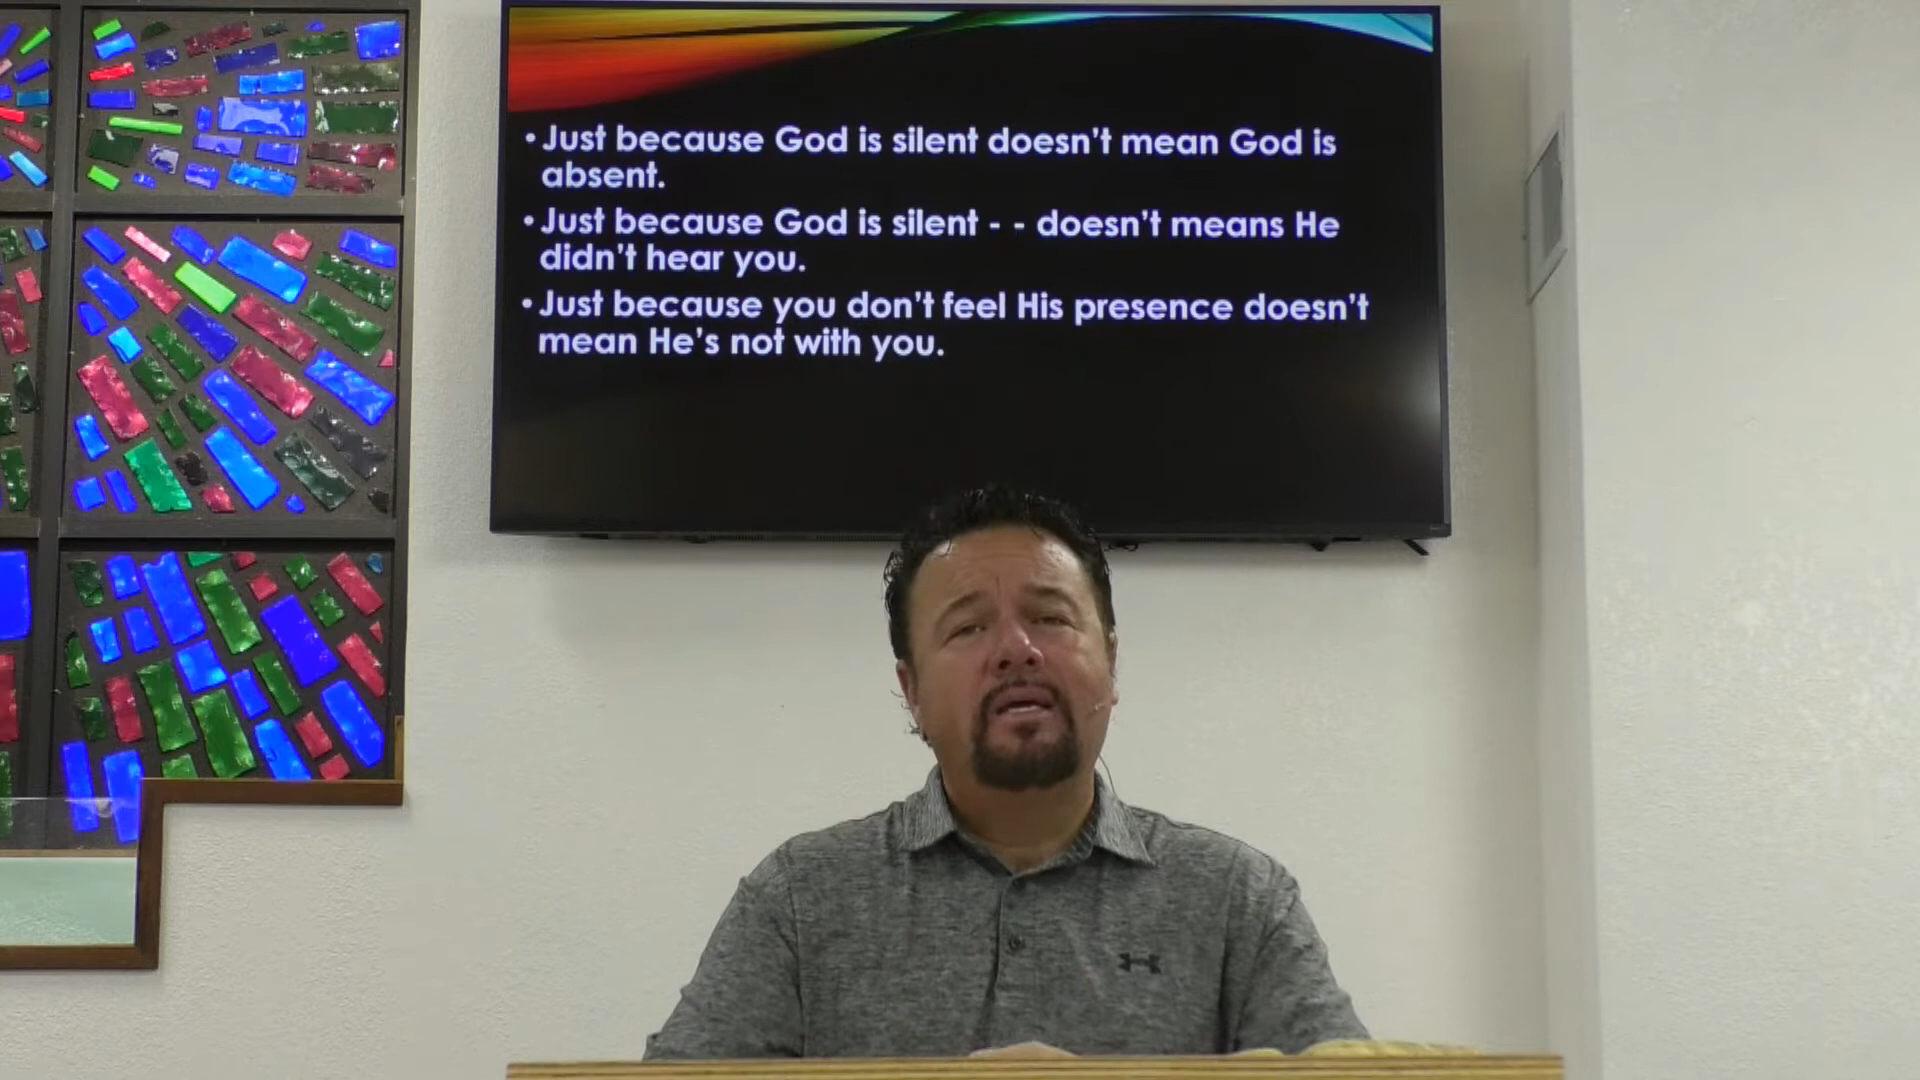 • Just because God is silent doesn't mean God is
absent.
• Just because God is silent - - doesn't means He
didn't hear you.
• Just because you don't feel His presence doesn't
mean He's not with you.